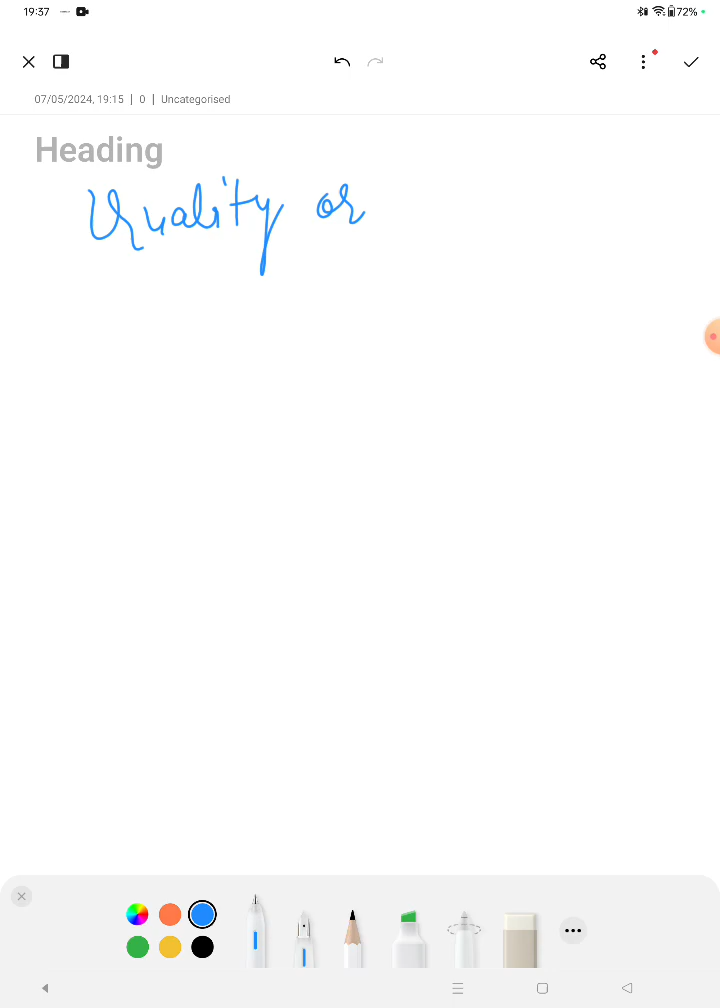 19:37 72%
07/05/2024, 19:15 | 0 | Uncategorised
Heading
Quality or